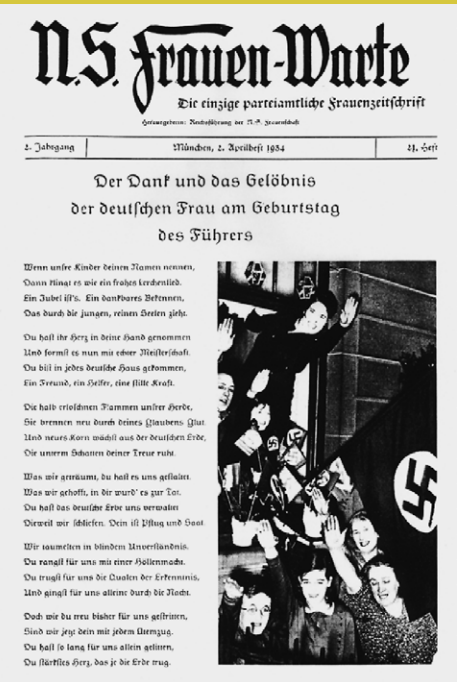 N.S. Frauen-Warte
Die einzige parteiamtliche Frauenzeitschrift
Herausgeber: Reichsführung der N.S. Frauenschaft
2. Jahrgang
München, 2. Aprilheft 1934
21. Heft
Der Dank und das Gelöbnis
der deutschen Frau am Geburtstag
des Führers
Wenn unsre Kinder deinen Namen nennen,
Dann klingt es wie ein frohes Lerchenlied.
Ein Jubel ist's. Ein dankbares Bekennen,
Das durch die jungen, reinen Seelen zieht.
Du hast ihr Herz in deine Hand genommen
Und formst es nun mit echter Meisterschaft.
Du bist in jedes deutsche Haus gekommen,
Ein Freund, ein Helfer, eine stille Kraft.
Die halb erloschnen Flammen unsrer Herde,
Sie brennen neu durch deines Glaubens Glut
Und neues Korn wächst aus der deutschen Erde,
Die unterm Schatten deiner Treue ruht.
Was wir geträumt, du hast es uns gestaltet.
Was wir gehofft, in dir wurd' es zur Tat.
Du hast das deutsche Erbe uns verwaltet
Dieweil wir schliefen. Dein ist Pflug und Saat.
Wir taumelten in blindem Unverständnis.
Du rangst für uns mit einer Höllenmacht.
Du trugst für uns die Qualen der Erkenntnis,
Und gingst für uns alleine durch die Nacht.
Doch wie du treu bisher für uns gestritten,
Sind wir jetzt dein mit jedem Atemzug.
Du hast so lang für uns allein gelitten,
Du stärkstes Herz, das je die Erde trug.